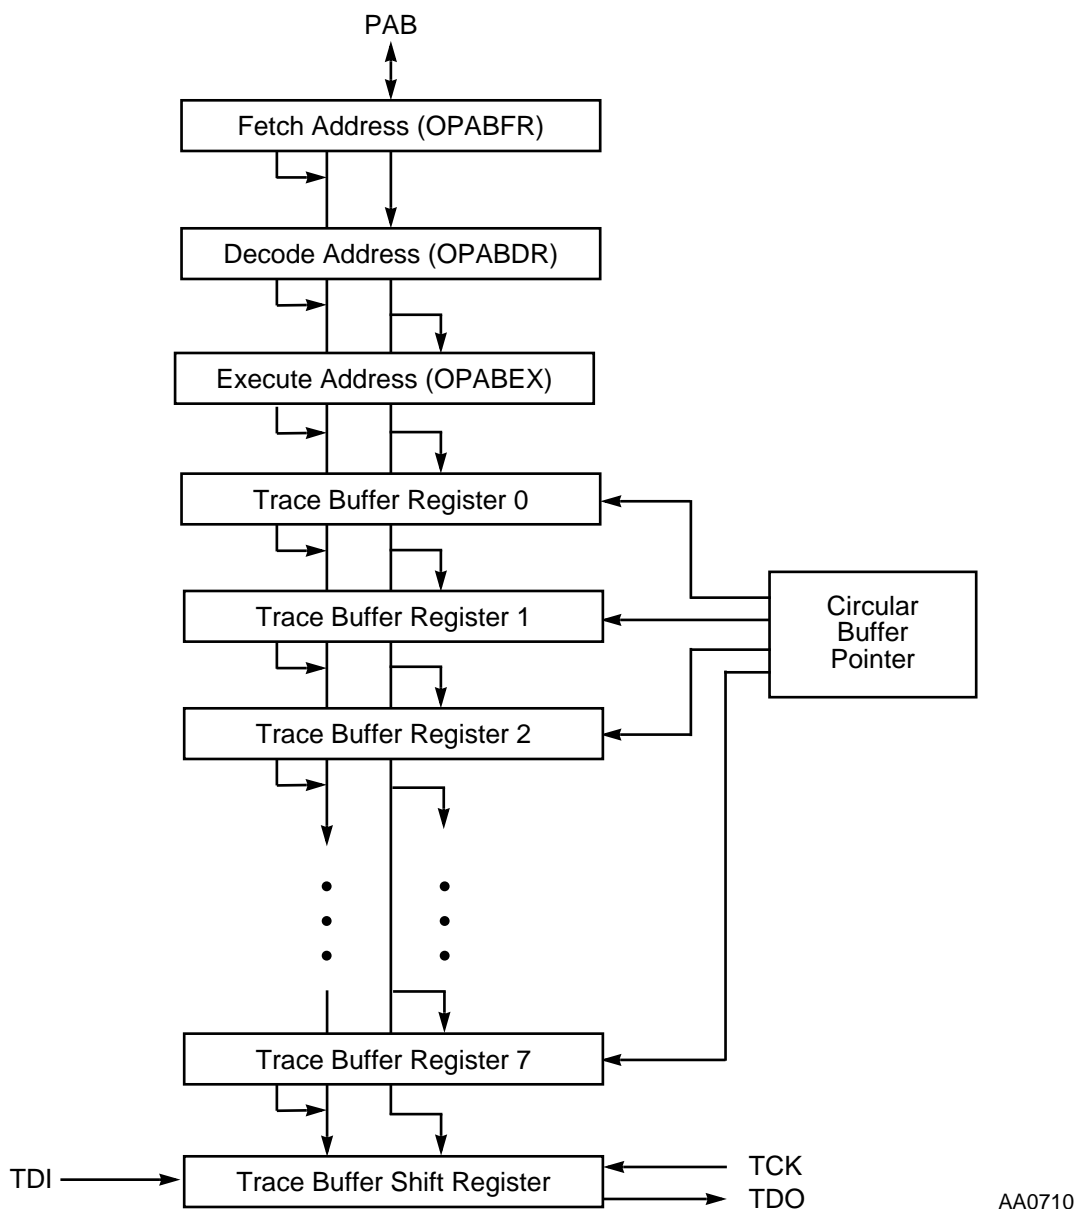 PAB
Fetch Address (OPABFR)
Decode Address (OPABDR)
Execute Address (OPABEX)
Trace Buffer Register 0
Trace Buffer Register 1
Circular
Buffer
Pointer
Trace Buffer Register 2
Trace Buffer Register 7
TDI
Trace Buffer Shift Register
TCK
TDO
AA0710